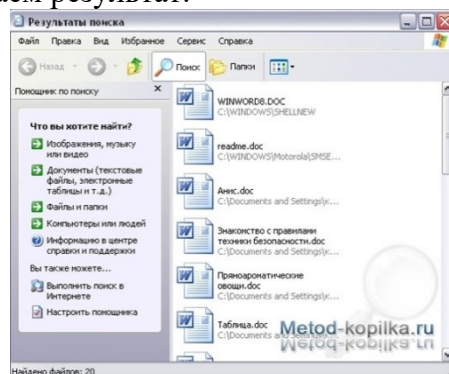 аем результат.
Результаты поиска
Файл Правка Вид Избранное Сервис Справка
Назад Поиск Папки
Помощник по поиску
Что вы хотите найти?
Изображения, музыку
или видео
Документы (текстовые
файлы, электронные
таблицы и т.д.)
Файлы и папки
Компьютеры или людей
Информацию в центре
справки и поддержки
Вы также можете...
Выполнить поиск в
Интернете
Настроить помощника
WINWORD8.DOC
C:\WINDOWS\SHELLNEW
readme.doc
C:\WINDOWS\Motorola\SMSE...
Анис.doc
C:\Documents and Settings\к...
Знакомство с правилами
техники безопасности.doc
C:\Documents and Settings\к...
Пряноароматические
овощи.doc
C:\Documents and Settings\к...
Таблица.doc
C:\Documents and
Metod-kopilka.ru
Найдено файлов: 20